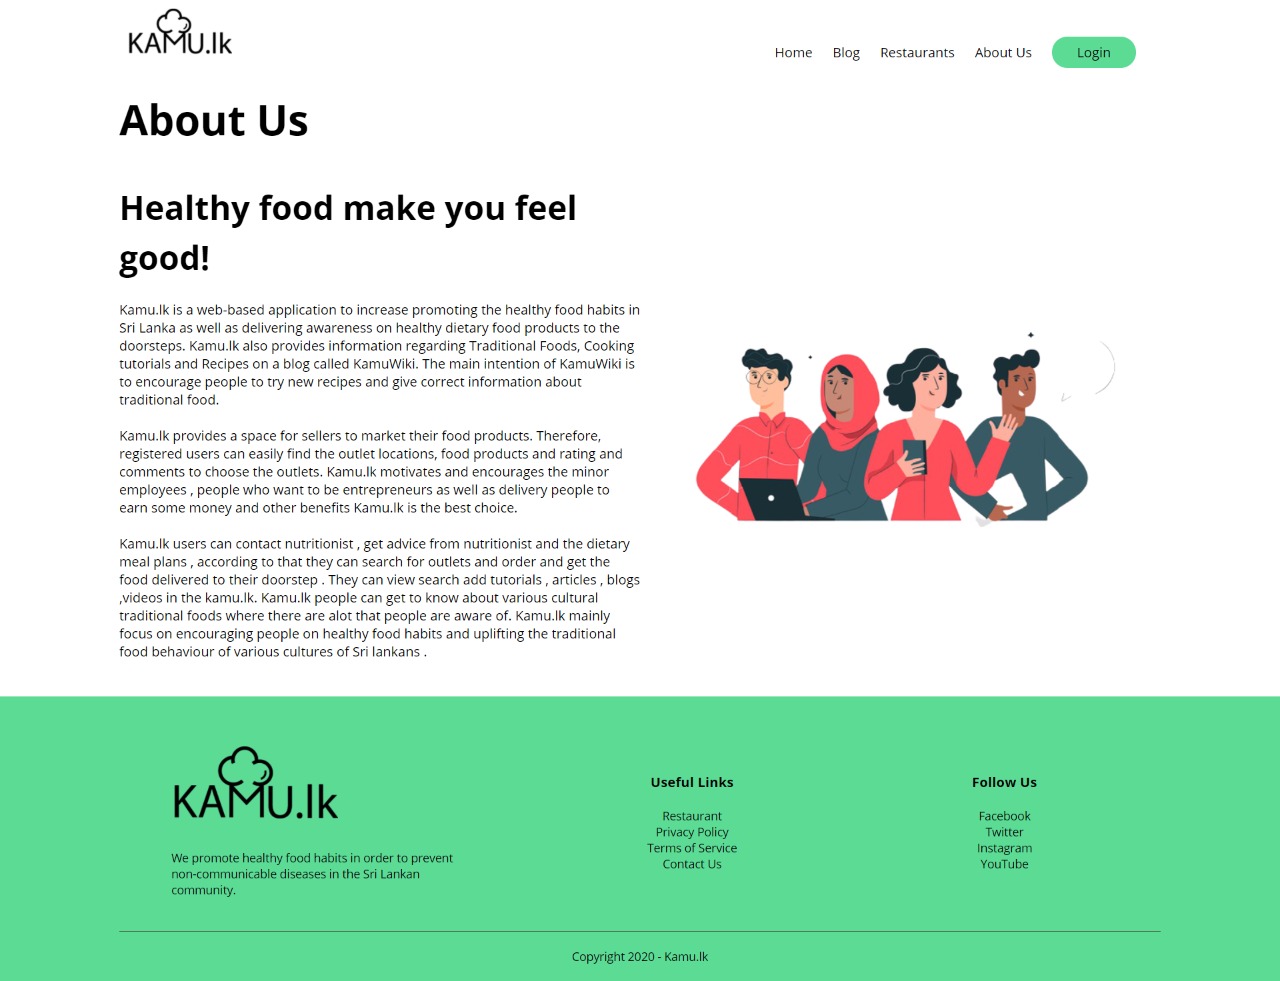 KAMU.lk
Home Blog Restaurants About Us Login
About Us
Healthy food make you feel
good!
Kamu.lk is a web-based application to increase promoting the healthy food habits in
Sri Lanka as well as delivering awareness on healthy dietary food products to the
doorsteps. Kamu.lk also provides information regarding Traditional Foods, Cooking
tutorials and Recipes on a blog called KamuWiki. The main intention of KamuWiki is
to encourage people to try new recipes and give correct information about
traditional food.
Kamu.lk provides a space for sellers to market their food products. Therefore,
registered users can easily find the outlet locations, food products and rating and
comments to choose the outlets. Kamu.lk motivates and encourages the minor
employees , people who want to be entrepreneurs as well as delivery people to
earn some money and other benefits Kamu.lk is the best choice.
Kamu.lk users can contact nutritionist , get advice from nutritionist and the dietary
meal plans , according to that they can search for outlets and order and get the
food delivered to their doorstep . They can view search add tutorials , articles , blogs
,videos in the kamu.lk. Kamu.lk people can get to know about various cultural
traditional foods where there are alot that people are aware of. Kamu.lk mainly
focus on encouraging people on healthy food habits and uplifting the traditional
food behaviour of various cultures of Sri lankans .
KAMU.lk
We promote healthy food habits in order to prevent
non-communicable diseases in the Sri Lankan
community.
Useful Links
Restaurant
Privacy Policy
Terms of Service
Contact Us
Follow Us
Facebook
Twitter
Instagram
YouTube
Copyright 2020 - Kamu.lk